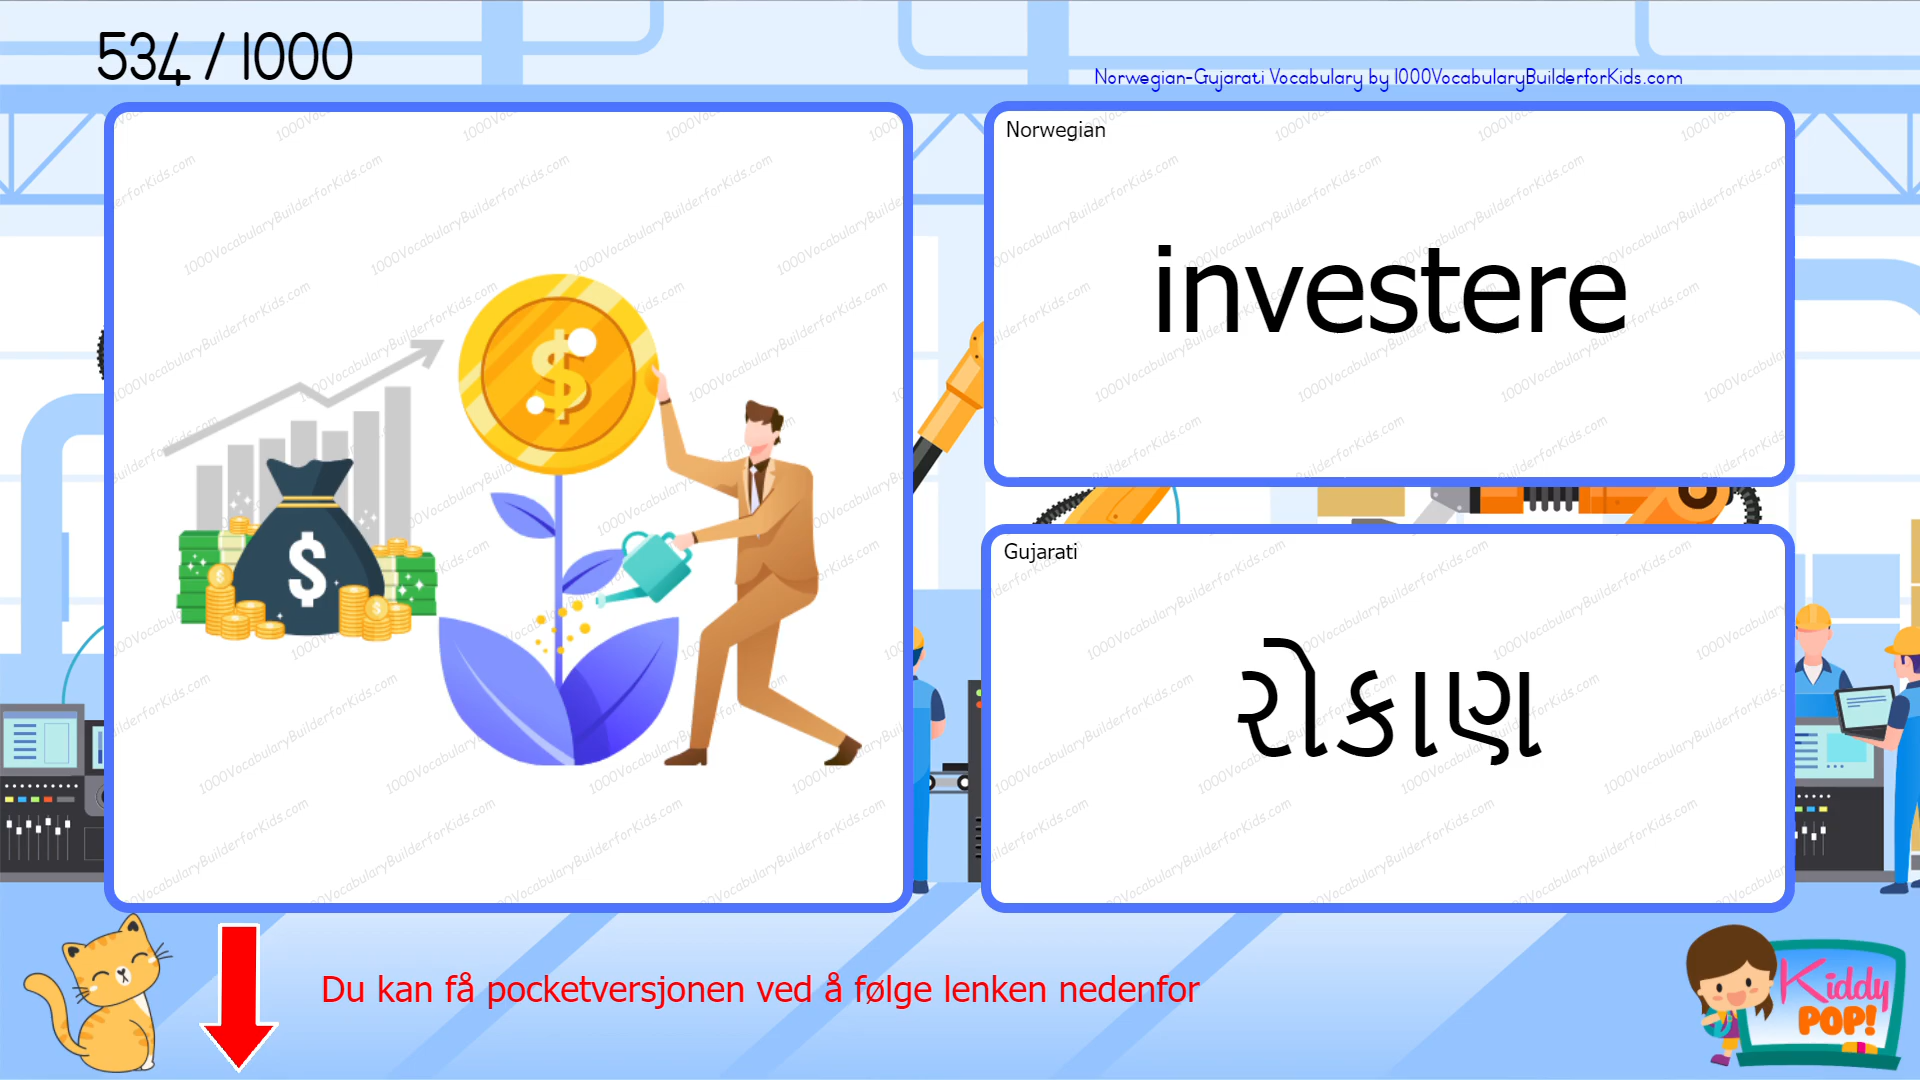 534 / 1000
Norwegian-Gujarati Vocabulary by 1000VocabularyBuilderforKids.com
Norwegian
investere
Gujarati
રોકાણ
Du kan få pocketversjonen ved å følge lenken nedenfor
Kiddy
POP!